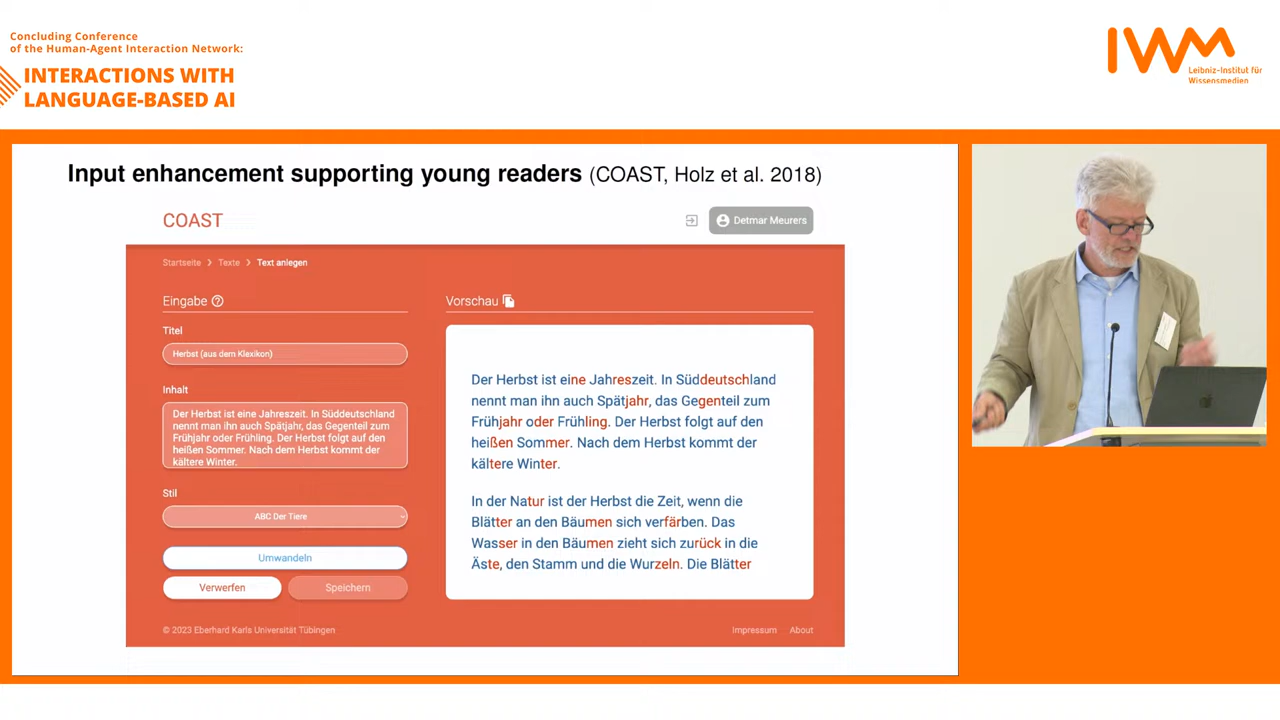 Concluding Conference
of the Human-Agent Interaction Network:
INTERACTIONS WITH
LANGUAGE-BASED AI
IWM
Leibniz-Institut für
Wissensmedien
Input enhancement supporting young readers (COAST, Holz et al. 2018)
COAST
Detmar Meurers
Startseite > Texte > Text anlegen
Eingabe
Titel
Herbst (aus dem Klexikon)
Inhalt
Der Herbst ist eine Jahreszeit. In Süddeutschland
nennt man ihn auch Spätjahr, das Gegenteil zum
Frühjahr oder Frühling. Der Herbst folgt auf den
heißen Sommer. Nach dem Herbst kommt der
kältere Winter.
Stil
ABC Der Tiere
Umwandeln
Verwerfen
Speichern
Vorschau
Der Herbst ist eine Jahreszeit. In Süddeutschland
nennt man ihn auch Spätjahr, das Gegenteil zum
Frühjahr oder Frühling. Der Herbst folgt auf den
heißen Sommer. Nach dem Herbst kommt der
kältere Winter.
In der Natur ist der Herbst die Zeit, wenn die
Blätter an den Bäumen sich verfärben. Das
Wasser in den Bäumen zieht sich zurück in die
Äste, den Stamm und die Wurzeln. Die Blätter
© 2023 Eberhard Karls Universität Tübingen
Impressum
About